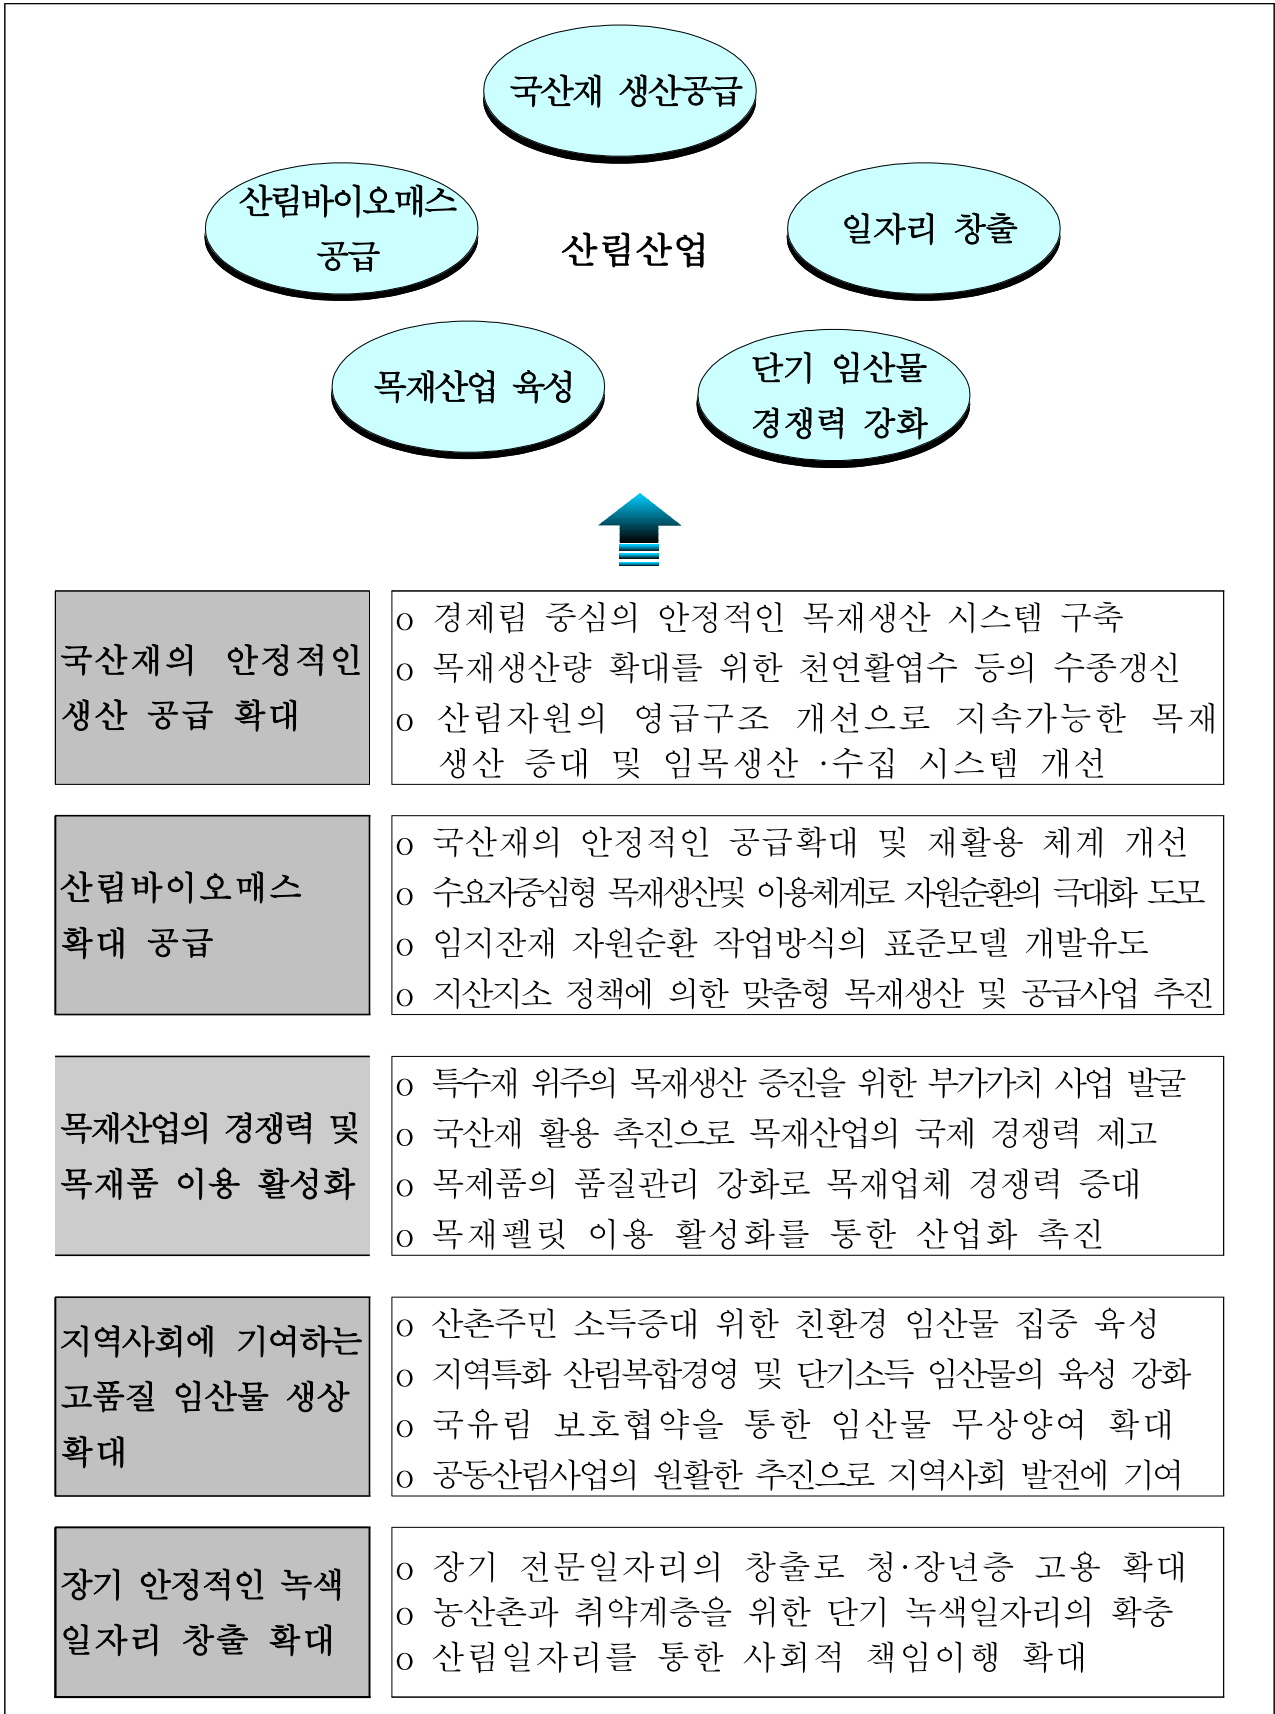 국산재 생산공급
산림바이오매스
공급
산림산업
일자리 창출
목재산업 육성
단기 임산물
경쟁력 강화
국산재의 안정적인
생산 공급 확대
o 경제림 중심의 안정적인 목재생산 시스템 구축
o 목재생산량 확대를 위한 천연활엽수 등의 수종갱신
o 산림자원의 영급구조 개선으로 지속가능한 목재
생산 증대 및 임목생산 ·수집 시스템 개선
산림바이오매스
확대 공급
o 국산재의 안정적인 공급확대 및 재활용 체계 개선
o 수요자중심형 목재생산및 이용체계로 자원순환의 극대화 도모
o 임지잔재 자원순환 작업방식의 표준모델 개발유도
o 지산지소 정책에 의한 맞춤형 목재생산 및 공급사업 추진
목재산업의 경쟁력 및
목재품 이용 활성화
o 특수재 위주의 목재생산 증진을 위한 부가가치 사업 발굴
o 국산재 활용 촉진으로 목재산업의 국제 경쟁력 제고
o 목제품의 품질관리 강화로 목재업체 경쟁력 증대
o 목재펠릿 이용 활성화를 통한 산업화 촉진
지역사회에 기여하는
고품질 임산물 생상
확대
o 산촌주민 소득증대 위한 친환경 임산물 집중 육성
o 지역특화 산림복합경영 및 단기소득 임산물의 육성 강화
o 국유림 보호협약을 통한 임산물 무상양여 확대
o 공동산림사업의 원활한 추진으로 지역사회 발전에 기여
장기 안정적인 녹색
일자리 창출 확대
o 장기 전문일자리의 창출로 청·장년층 고용 확대
o 농산촌과 취약계층을 위한 단기 녹색일자리의 확충
o 산림일자리를 통한 사회적 책임이행 확대